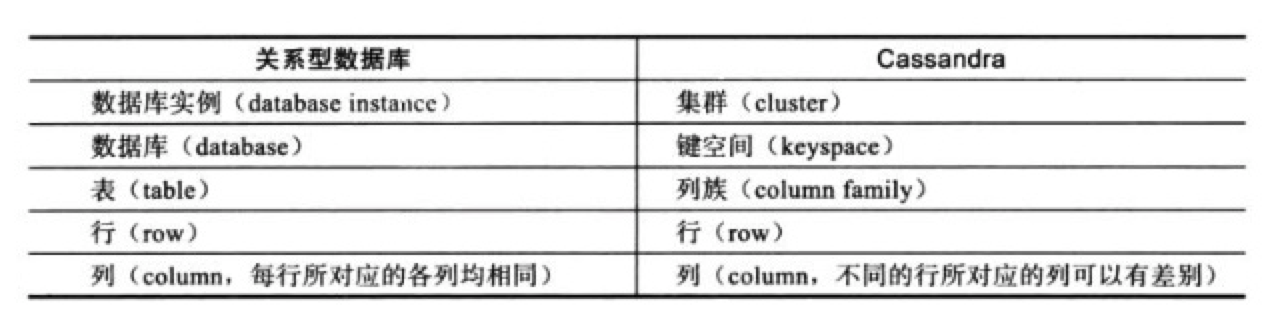 关系型数据库 Cassandra
数据库实例（database instance） 集群（cluster）
数据库（database） 键空间（keyspace）
表（table） 列族（column family）
行（row） 行（row）
列（column，每行所对应的各列均相同） 列（column，不同的行所对应的列可以有差别）